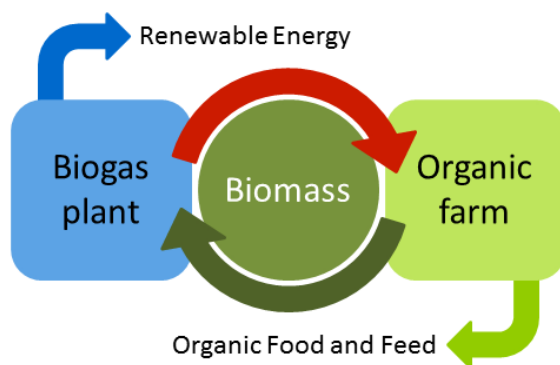 Renewable Energy
Biogas
plant
Biomass
Organic
farm
Organic Food and Feed